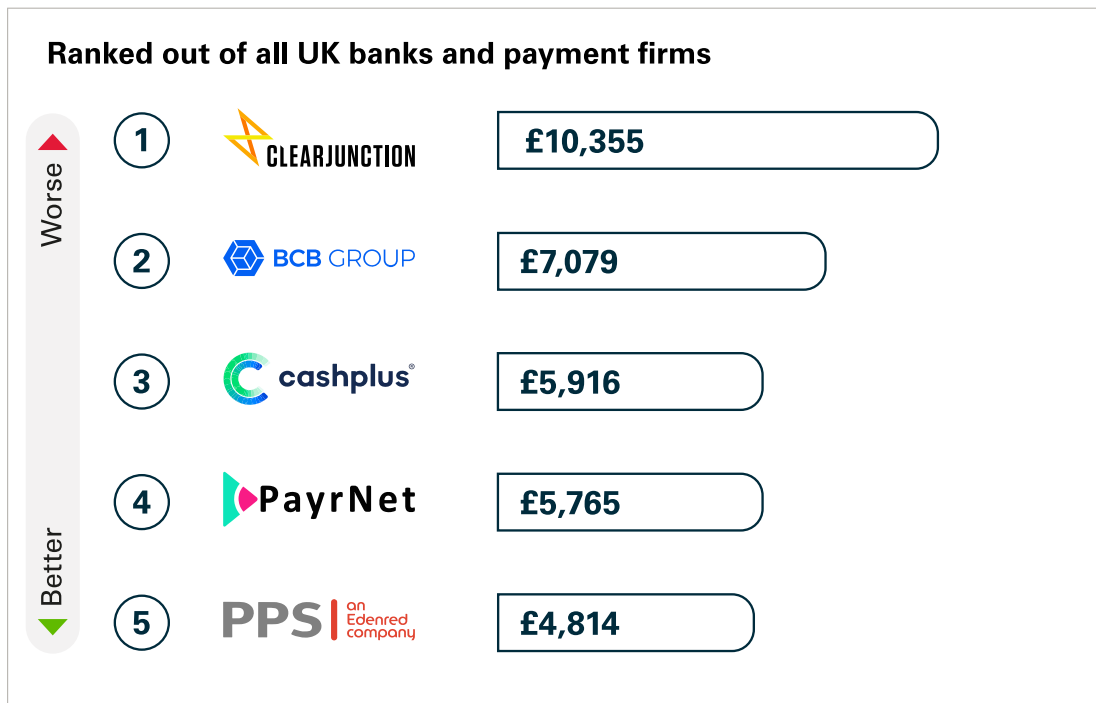 Ranked out of all UK banks and payment firms
Worse
Better
1
CLEARJUNCTION
£10,355
2
BCB GROUP
£7,079
3
cashplus®
£5,916
4
PayrNet
£5,765
5
PPS
an
Edenred
company
£4,814